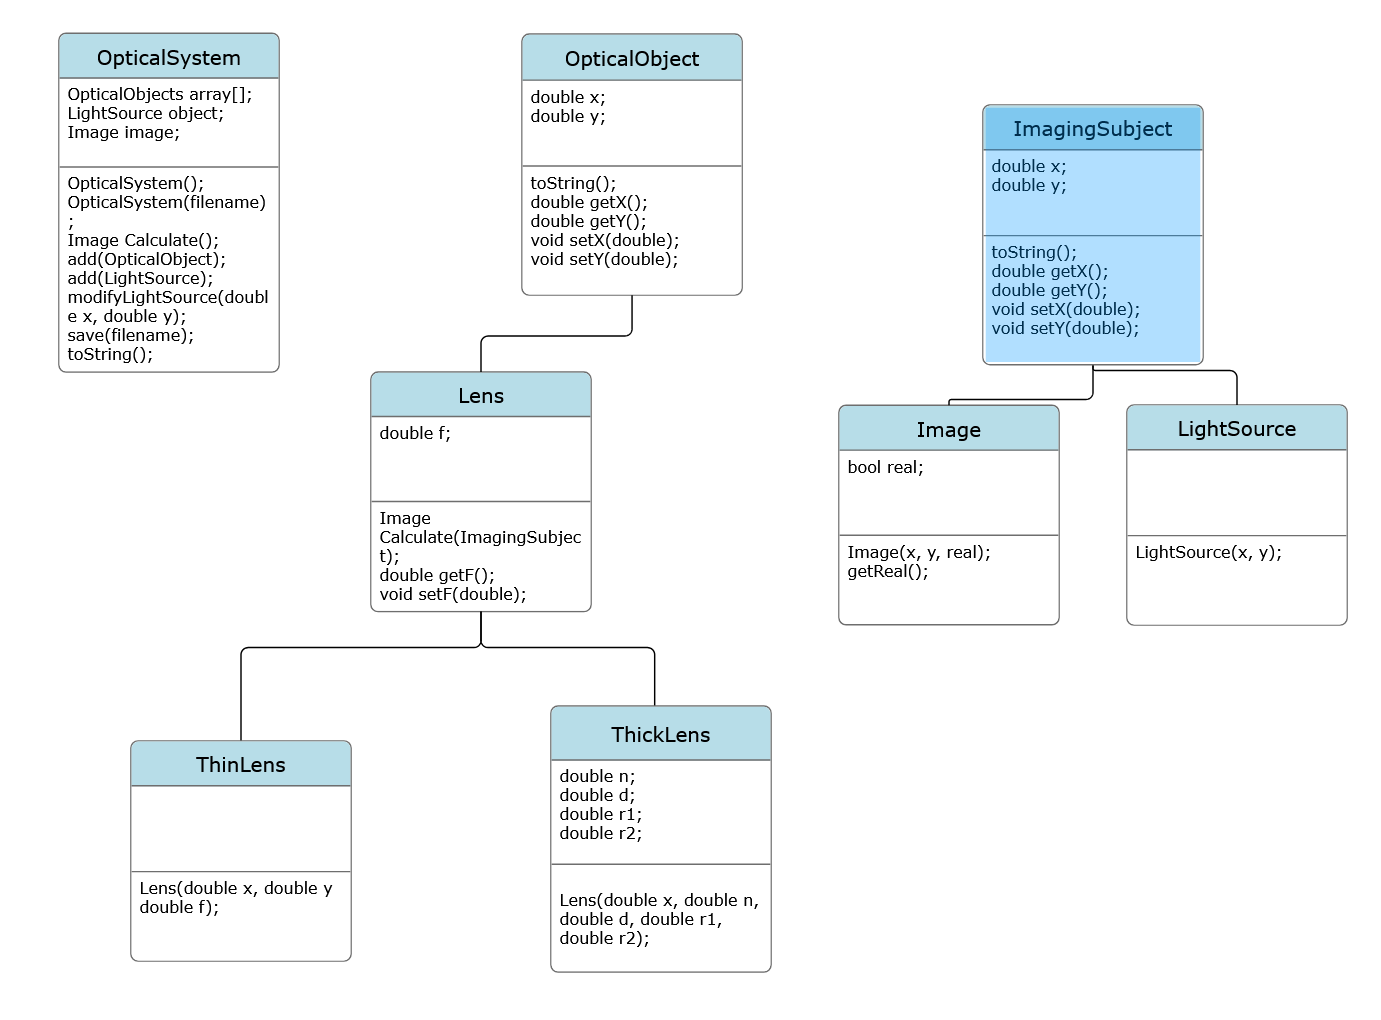 OpticalSystem
OpticalObjects array[];
LightSource object;
Image image;
OpticalSystem();
OpticalSystem(filename)
;
Image Calculate();
add(OpticalObject);
add(LightSource);
modifyLightSource(doubl
e x, double y);
save(filename);
toString();
OpticalObject
double x;
double y;
toString();
double getX();
double getY();
void setX(double);
void setY(double);
ImagingSubject
double x;
double y;
toString();
double getX();
double getY();
void setX(double);
void setY(double);
Lens
double f;
Image
Calculate(ImagingSubjec
t);
double getF();
void setF(double);
Image
bool real;
Image(x, y, real);
getReal();
LightSource
LightSource(x, y);
ThinLens
Lens(double x, double y
double f);
ThickLens
double n;
double d;
double r1;
double r2;
Lens(double x, double n,
double d, double r1,
double r2);